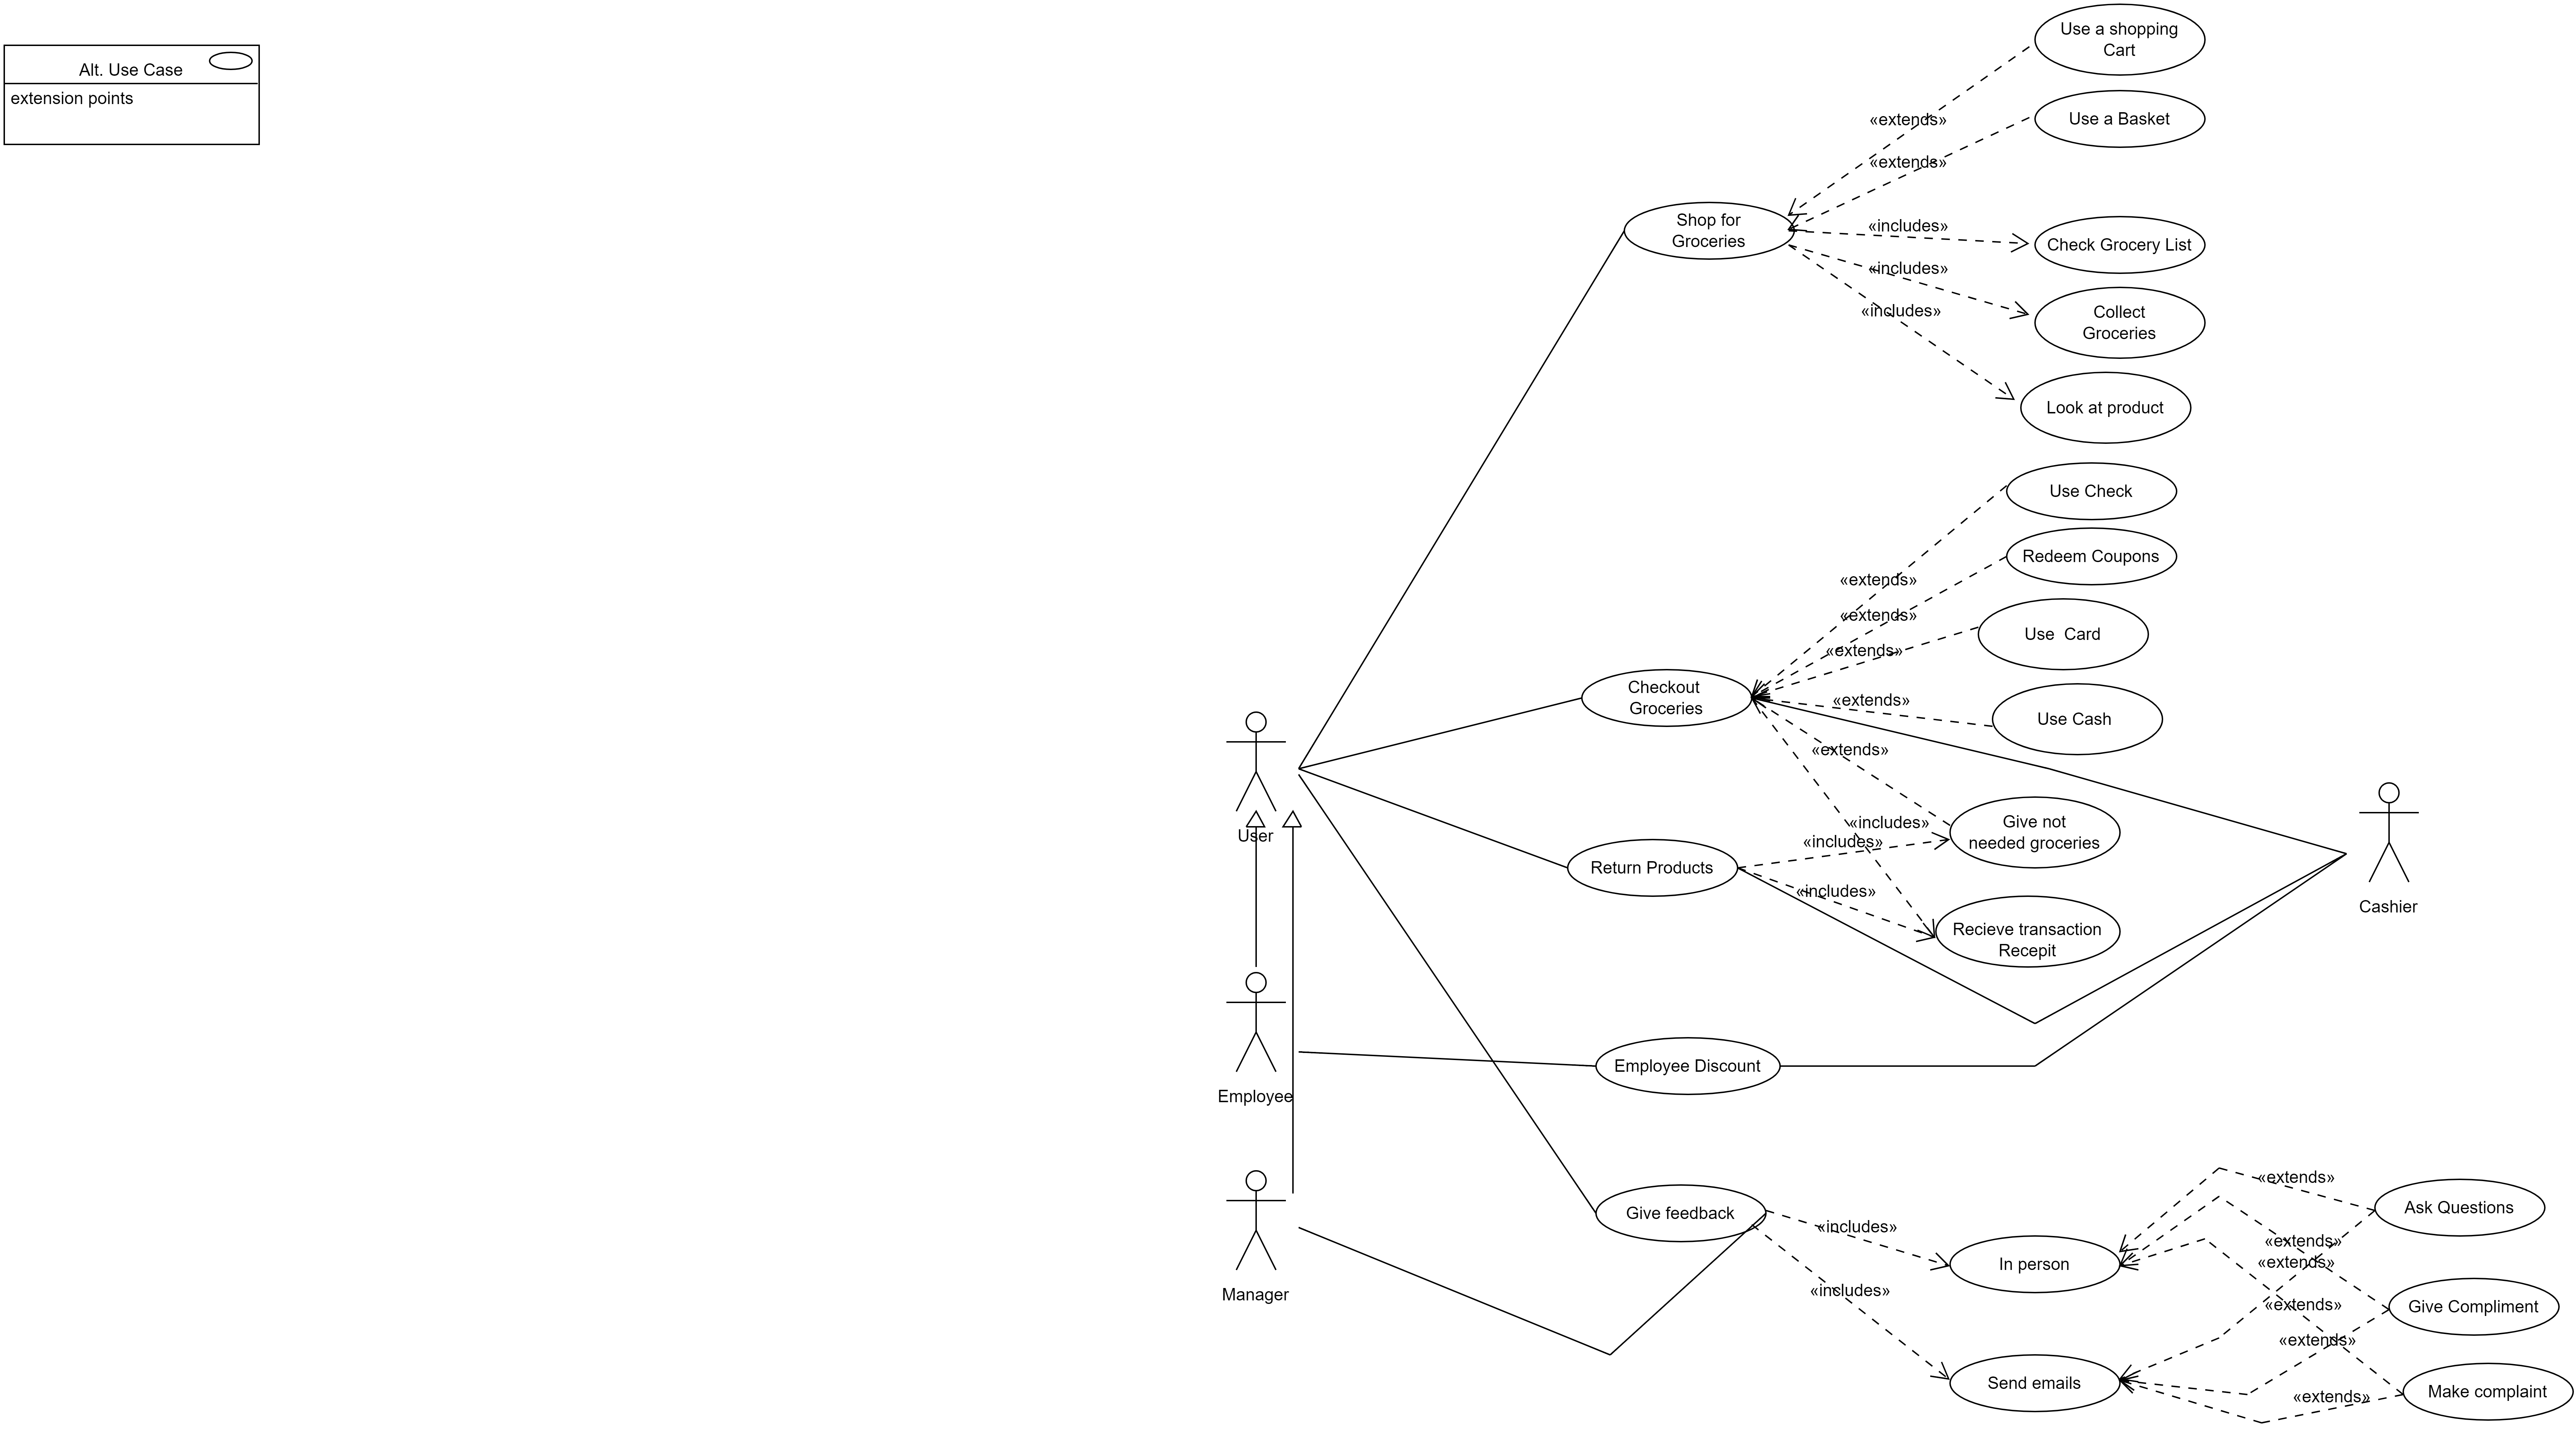 Alt. Use Case
extension points
Use a shopping
Cart
«extends»
Use a Basket
«extends»
Shop for
Groceries
«includes»
Check Grocery List
«includes»
Collect
Groceries
«includes»
Look at product
Use Check
Redeem Coupons
«extends»
«extends»
Use  Card
«extends»
Checkout
Groceries
«extends»
Use Cash
«extends»
User
«includes»
Give not
needed groceries
«includes»
Return Products
«includes»
Cashier
Recieve transaction
Recepit
Employee Discount
Employee
«extends»
Ask Questions
Give feedback
«includes»
«extends»
«extends»
In person
«includes»
Manager
«extends»
Give Compliment
«extends»
Send emails
Make complaint
«extends»